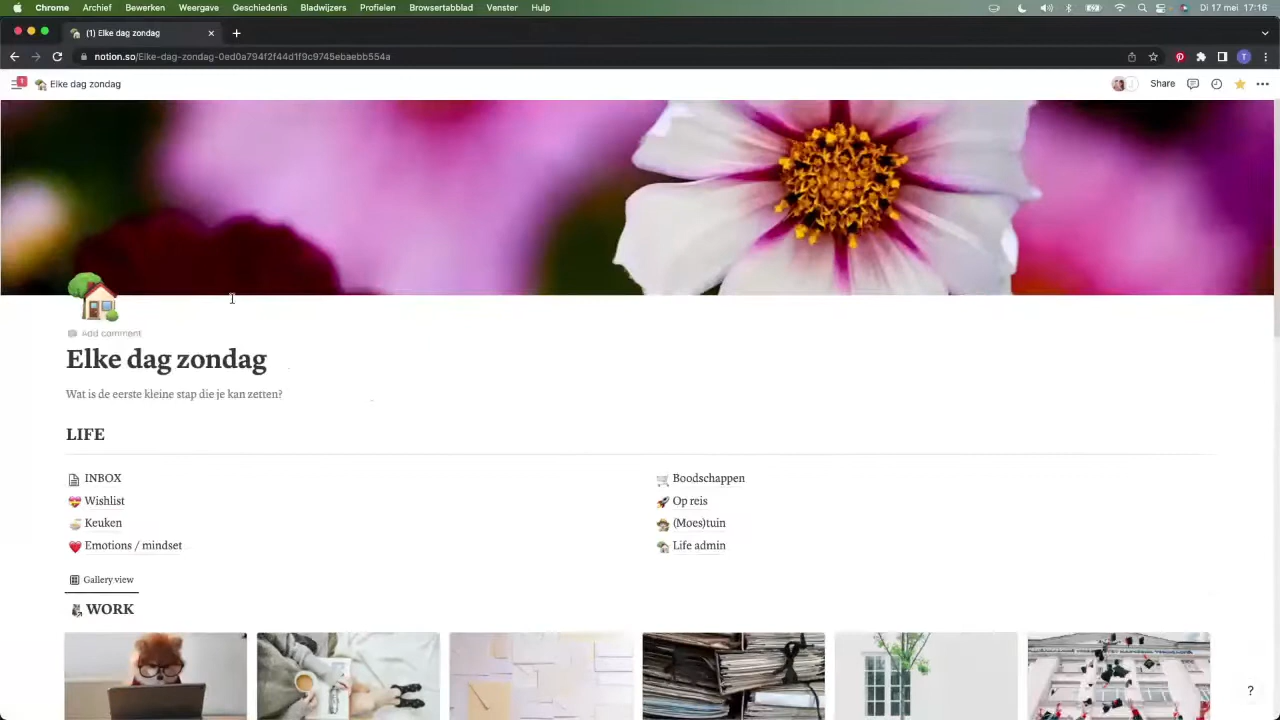 Chrome Archief Bewerken Weergave Geschiedenis Bladwijzers Profielen Browsertabblad Venster Hulp Di 17 mei 17:16
(1) Elke dag zondag
notion.so/Elke-dag-zondag-0ed0a794f2f44d1f9c9745ebaebb554a T
1 Elke dag zondag J Share
Add comment
Elke dag zondag
Wat is de eerste kleine stap die je kan zetten?
LIFE
INBOX
Wishlist
Keuken
Emotions / mindset
Boodschappen
Op reis
(Moes)tuin
Life admin
Gallery view
WORK
?